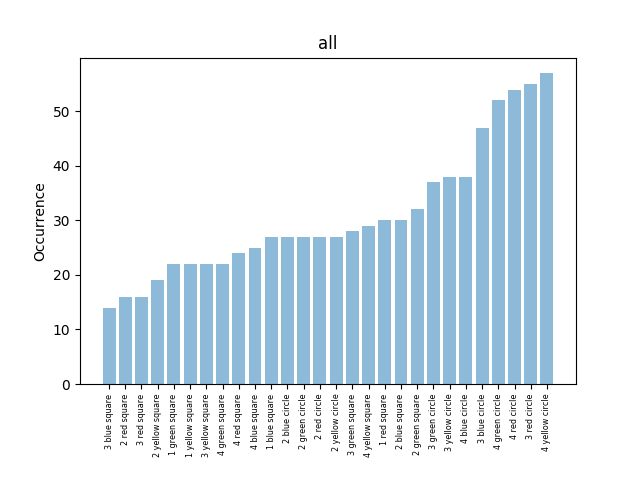 all
Occurrence
50
40
30
20
10
0
3 blue square
2 red square
3 red square
2 yellow square
1 green square
1 yellow square
3 yellow square
4 green square
4 red square
4 blue square
1 blue square
2 blue circle
2 green circle
2 red circle
2 yellow circle
3 green square
4 yellow square
1 red square
2 blue square
2 green square
3 green circle
3 yellow circle
4 blue circle
3 blue circle
4 green circle
4 red circle
3 red circle
4 yellow circle